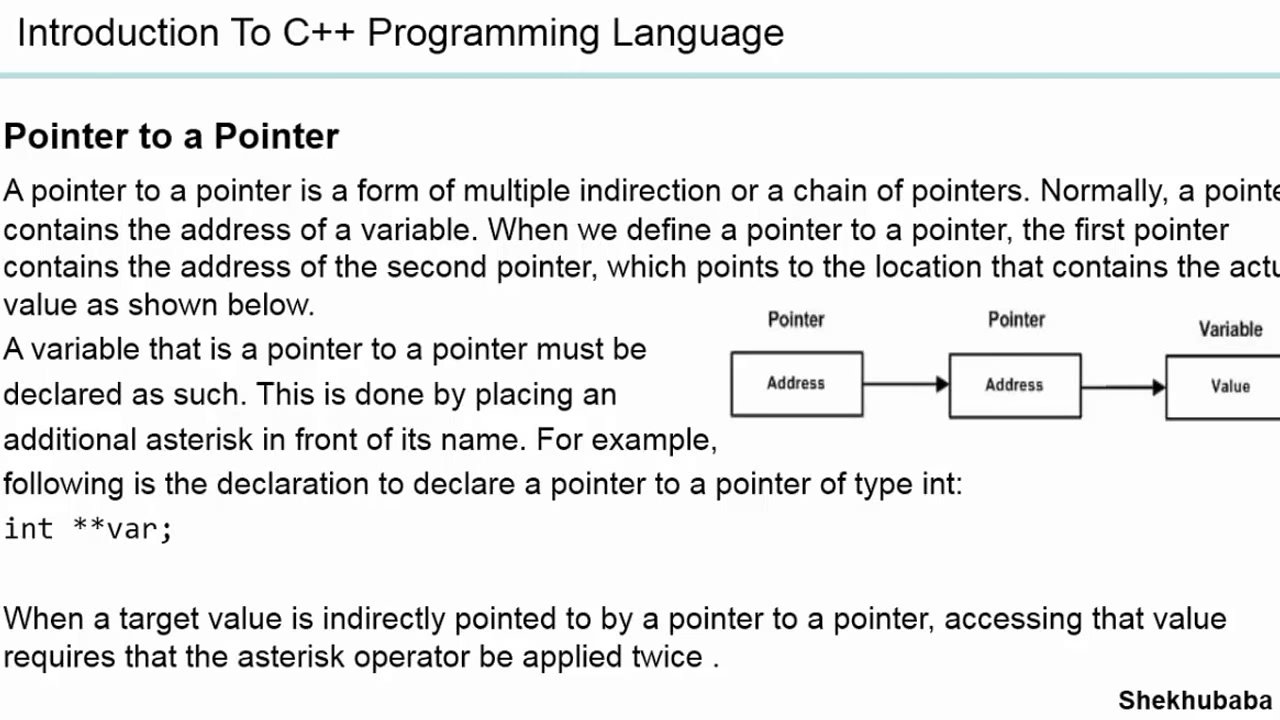 Introduction To C++ Programming Language
Pointer to a Pointer
A pointer to a pointer is a form of multiple indirection or a chain of pointers. Normally, a pointe
contains the address of a variable. When we define a pointer to a pointer, the first pointer
contains the address of the second pointer, which points to the location that contains the actu
value as shown below.
A variable that is a pointer to a pointer must be
declared as such. This is done by placing an
additional asterisk in front of its name. For example,
following is the declaration to declare a pointer to a pointer of type int:
int **var;
Pointer Pointer Variable
Address Address Value
When a target value is indirectly pointed to by a pointer to a pointer, accessing that value
requires that the asterisk operator be applied twice .
Shekhubaba